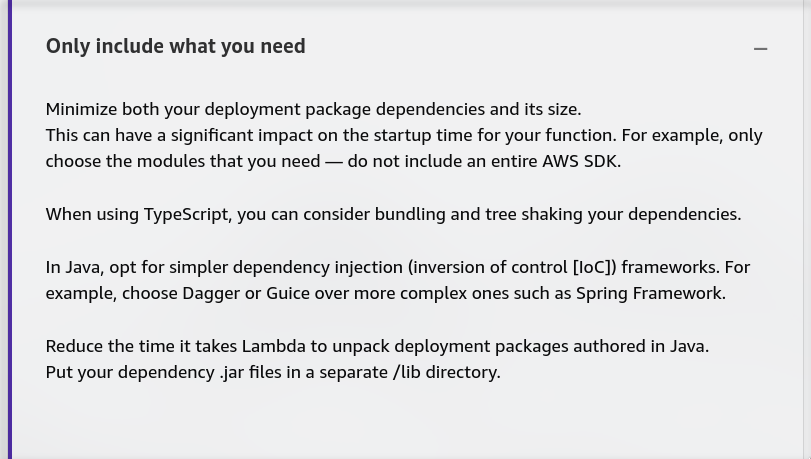 Only include what you need
Minimize both your deployment package dependencies and its size.
This can have a significant impact on the startup time for your function. For example, only
choose the modules that you need — do not include an entire AWS SDK.
When using TypeScript, you can consider bundling and tree shaking your dependencies.
In Java, opt for simpler dependency injection (inversion of control [IoC]) frameworks. For
example, choose Dagger or Guice over more complex ones such as Spring Framework.
Reduce the time it takes Lambda to unpack deployment packages authored in Java.
Put your dependency .jar files in a separate /lib directory.